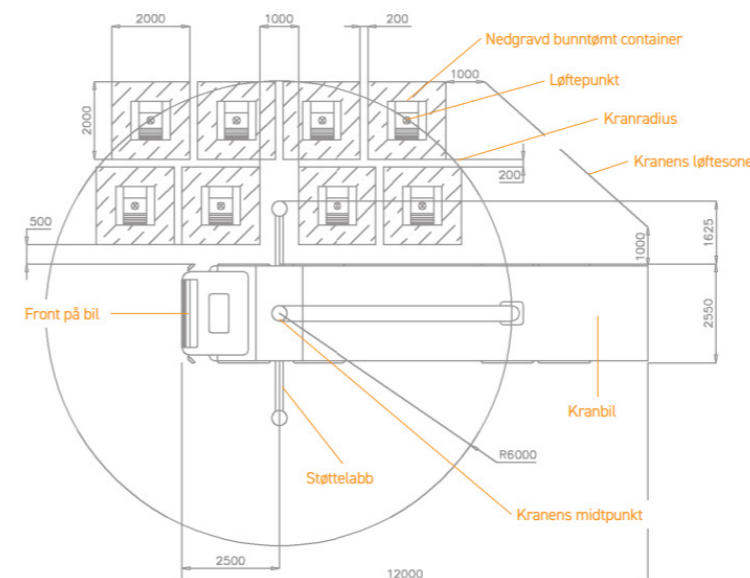 2000
1000
200
Nedgravd bunntømt container
1000
Løftepunkt
2000
Kranradius
Kranens løftesone
200
500
1625
1000
Front på bil
2550
Kranbil
R6000
Støttelabb
Kranens midtpunkt
2500
12000